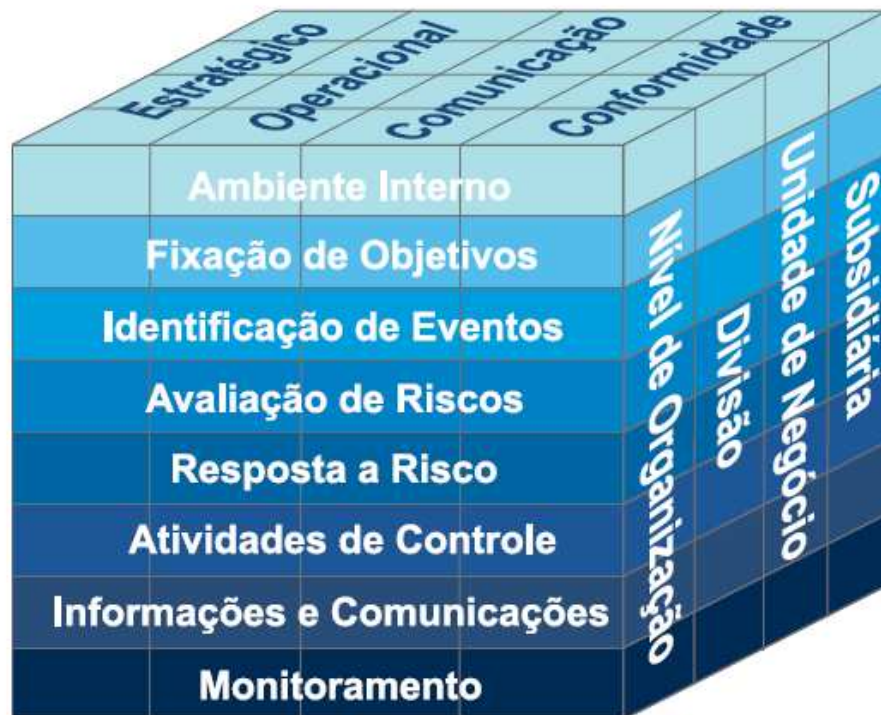 Estratégico
Operacional
Comunicação
Conformidade
Ambiente Interno
Fixação de Objetivos
Identificação de Eventos
Avaliação de Riscos
Resposta a Risco
Atividades de Controle
Informações e Comunicações
Monitoramento
Nível de Organização
Divisão
Unidade de Negócio
Subsidiária